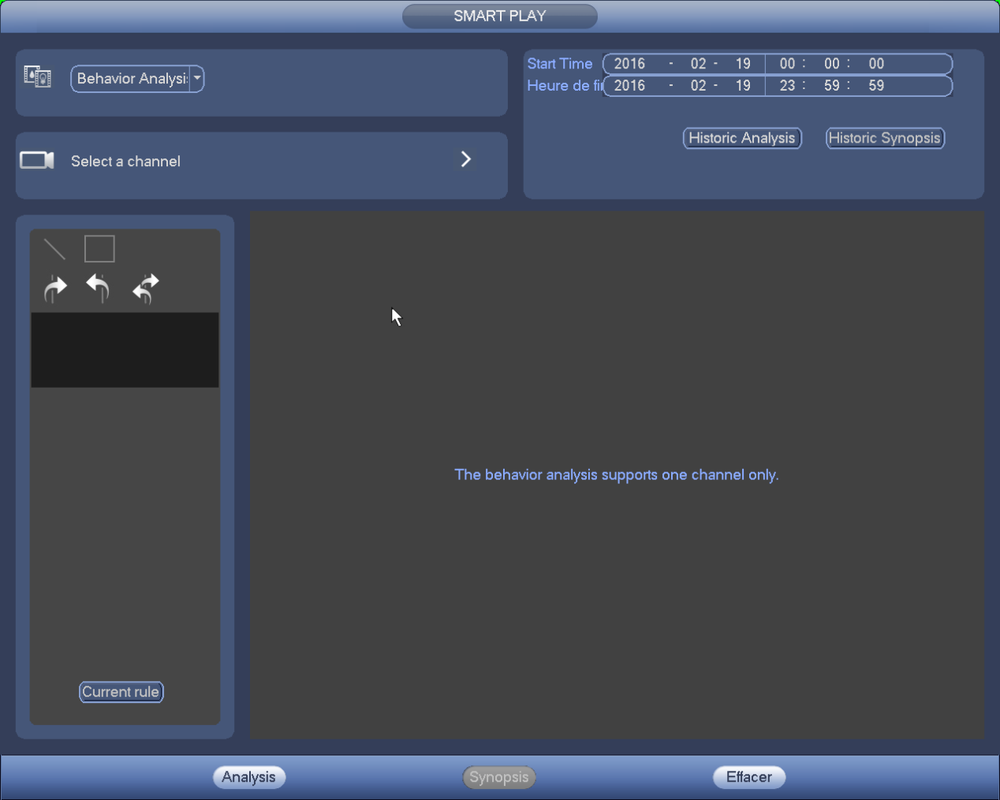 SMART PLAY
Behavior Analysi
Start Time 2016 - 02 - 19 00 : 00 : 00
Heure de fi 2016 - 02 - 19 23 : 59 : 59
Historic Analysis Historic Synopsis
Select a channel
The behavior analysis supports one channel only.
Current rule
Analysis Synopsis Effacer